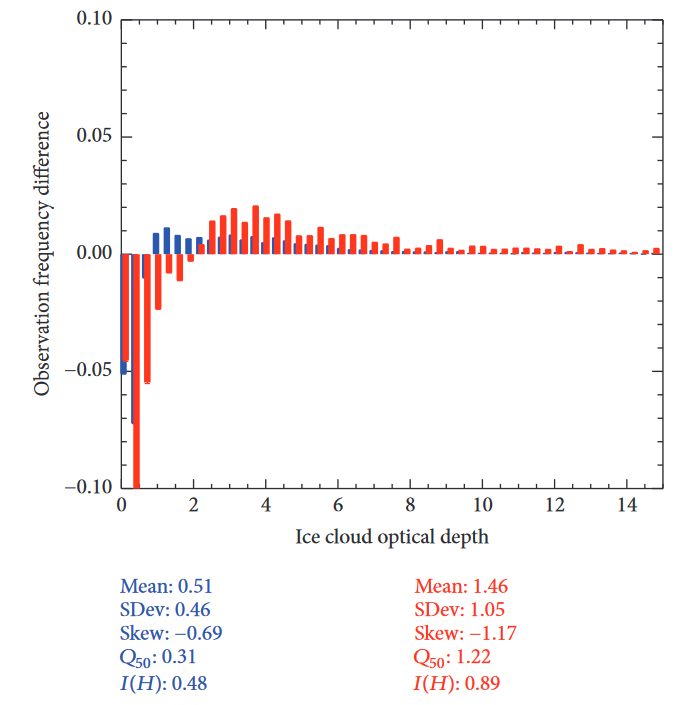 0.10
0.05
0.00
−0.05
−0.10
Observation frequency difference
0 2 4 6 8 10 12 14
Ice cloud optical depth
Mean: 0.51
SDev: 0.46
Skew: −0.69
Q50: 0.31
I(H): 0.48
Mean: 1.46
SDev: 1.05
Skew: −1.17
Q50: 1.22
I(H): 0.89